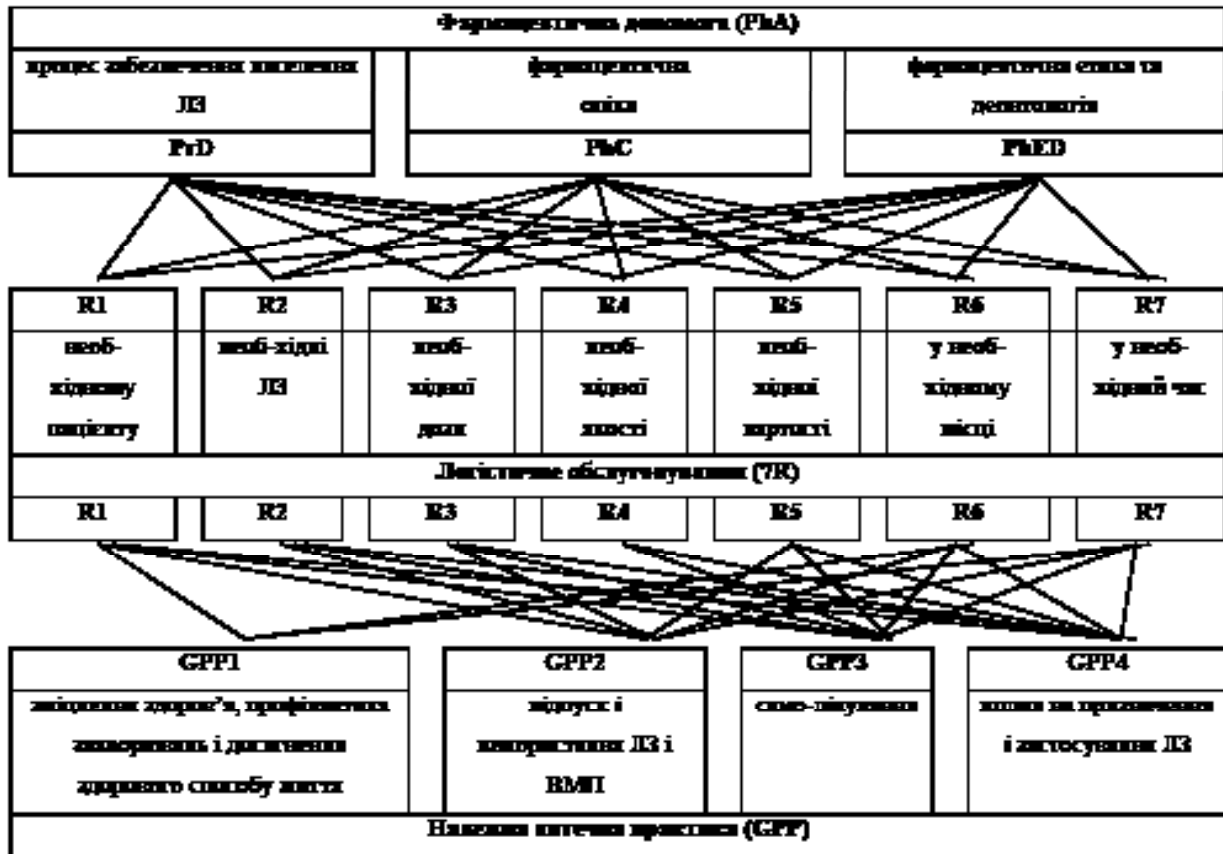 Фармацевтична допомога (PhA)
процес забезпечення населення
ЛЗ
фармацевтична
опіка
фармацевтична етика та
деонтологія
PrD
PhC
PhED
R1
R2
R3
R4
R5
R6
R7
необ-
хідному
пацієнту
необ-хідні
ЛЗ
необ-
хідної
дози
необ-
хідної
якості
необ-
хідної
вартості
у необ-
хідному
місці
у необ-
хідний час
Логістичне обслуговування (7R)
R1
R2
R3
R4
R5
R6
R7
GPP1
GPP2
GPP3
GPP4
зміцнення здоров’я, профілактика
захворювань і досягнення
здорового способу життя
відпуск і
використання ЛЗ і
ВМП
само-лікування
вплив на призначення
і застосування ЛЗ
Належна аптечна практика (GPP)